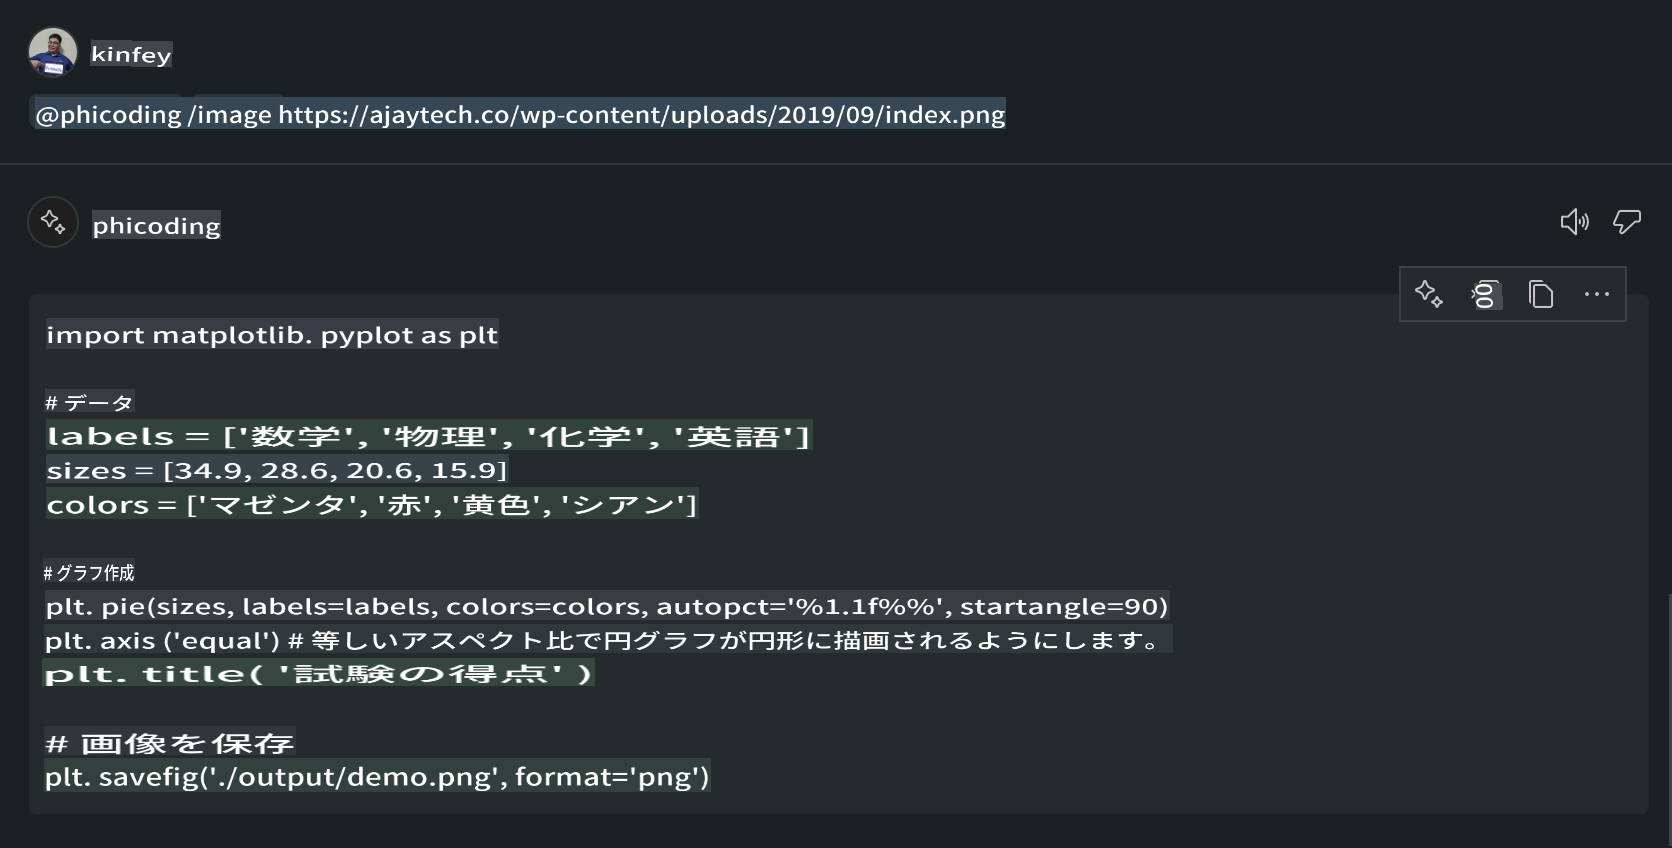 kinfey
@phicoding /image https://ajaytech.co/wp-content/uploads/2019/09/index.png
phicoding
import matplotlib. pyplot as plt
# データ
labels = ['数学', '物理', '化学', '英語']
sizes = [34.9, 28.6, 20.6, 15.9]
colors = ['マゼンタ', '赤', '黄色', 'シアン']
# グラフ作成
plt. pie(sizes, labels=labels, colors=colors, autopct='%1.1f%%', startangle=90)
plt. axis ('equal') # 等しいアスペクト比で円グラフが円形に描画されるようにします。
plt. title( '試験の得点' )
# 画像を保存
plt. savefig('./output/demo.png', format='png')